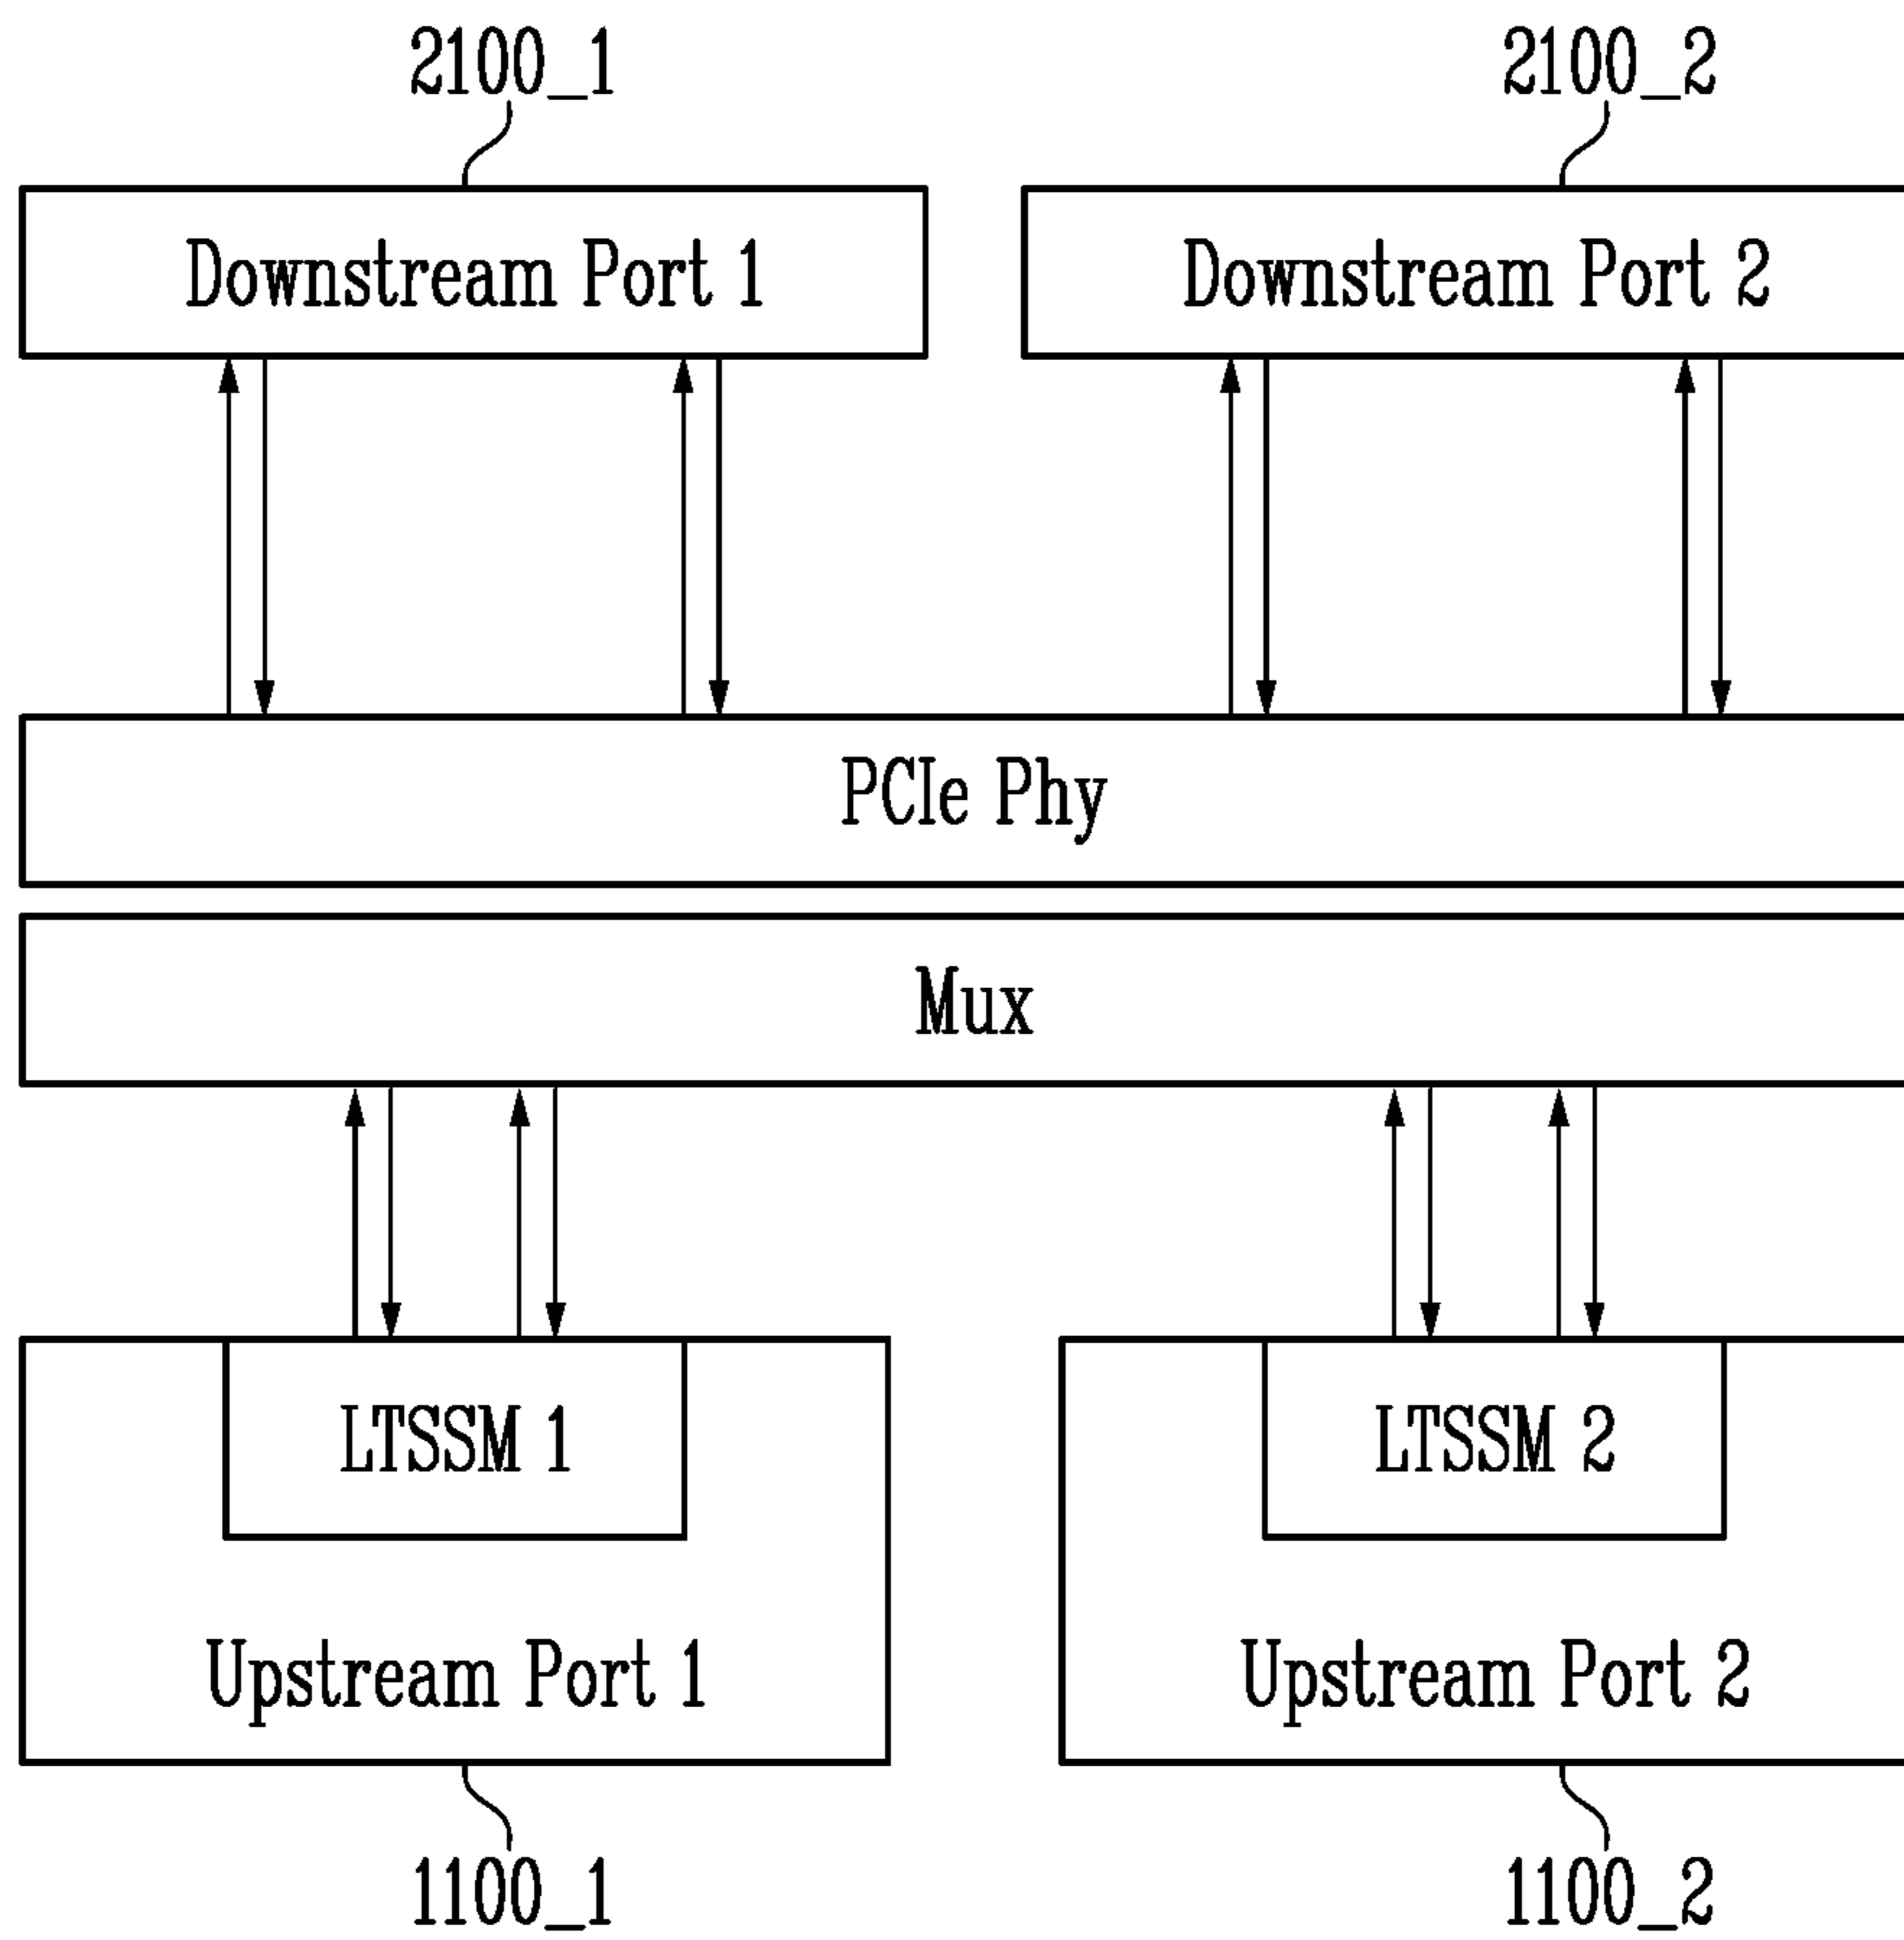 2100_1 2100_2
Downstream Port 1 Downstream Port 2
PCIe Phy
Mux
LTSSM 1 LTSSM 2
Upstream Port 1 Upstream Port 2
1100_1 1100_2